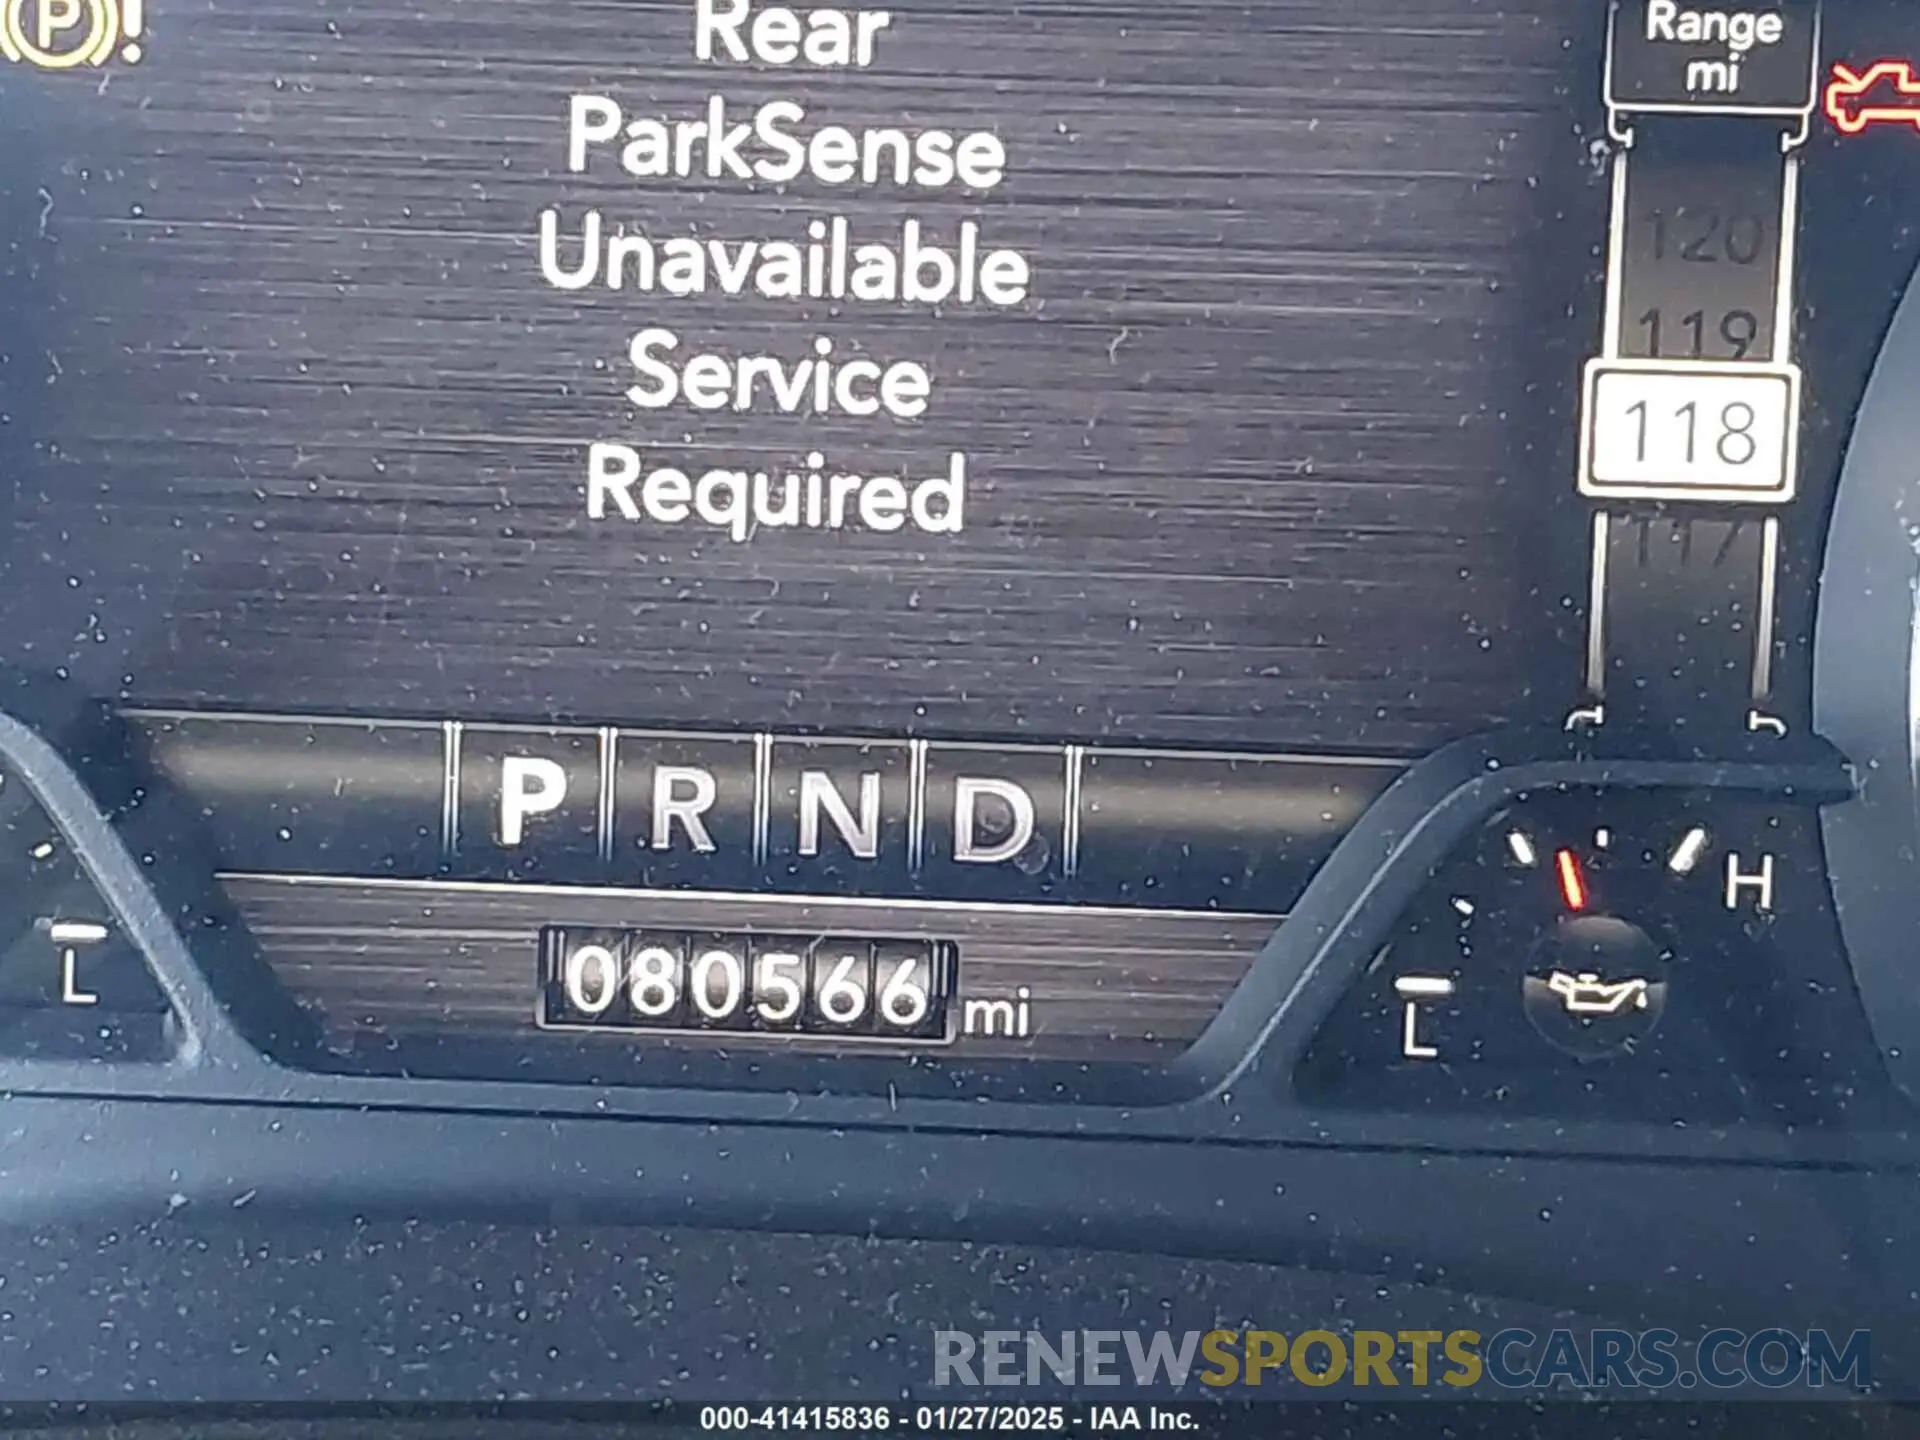 P!
Rear
ParkSense
Unavailable
Service
Required
Range
mi
120
119
118
117
P R N D
L
080566 mi
L
H
RENEWSPORTSCARS.COM
000-41415836 - 01/27/2025 - IAA Inc.